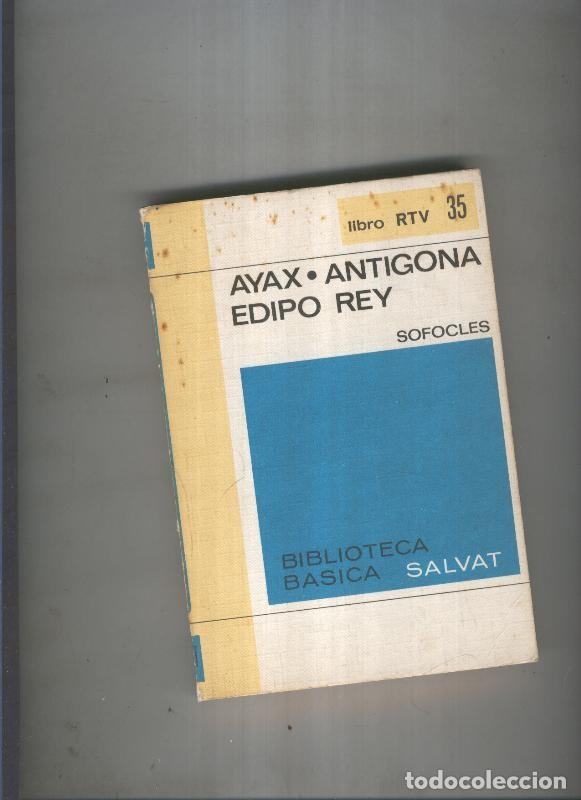 libro RTV 35
AYAX • ANTIGONA
EDIPO REY
SOFOCLES
BIBLIOTECA
BASICA SALVAT
todocoleccion